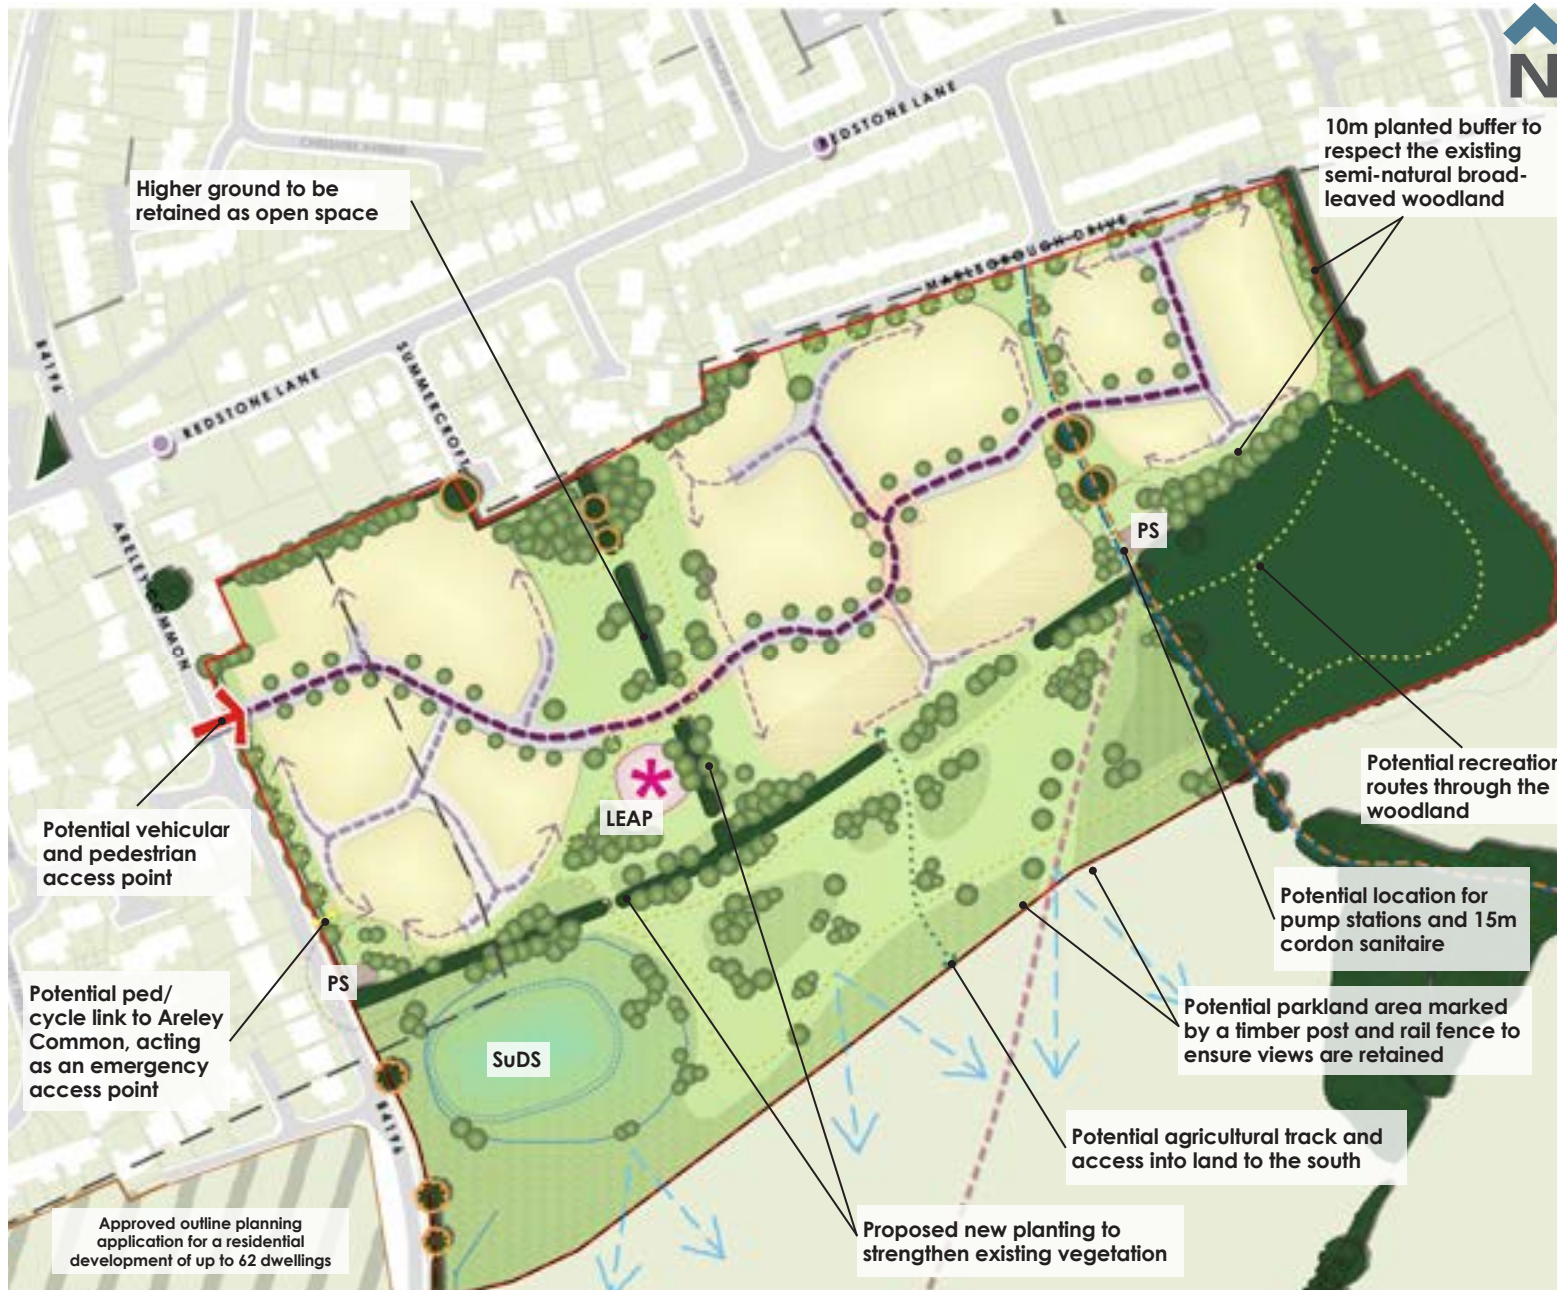 N
REDSTONE LANE
10m planted buffer to
respect the existing
semi-natural broad-
leaved woodland
Higher ground to be
retained as open space
MARLBOROUGH DRIVE
B4196
SUMMERCROFT
REDSTONE LANE
ARELEY COMMON
PS
LEAP
Potential vehicular
and pedestrian
access point
Potential recreation
routes through the
woodland
Potential location for
pump stations and 15m
cordon sanitaire
PS
Potential ped/
cycle link to Areley
Common, acting
as an emergency
access point
SuDS
Potential parkland area marked
by a timber post and rail fence to
ensure views are retained
B4196
Potential agricultural track and
access into land to the south
Proposed new planting to
strengthen existing vegetation
Approved outline planning
application for a residential
development of up to 62 dwellings